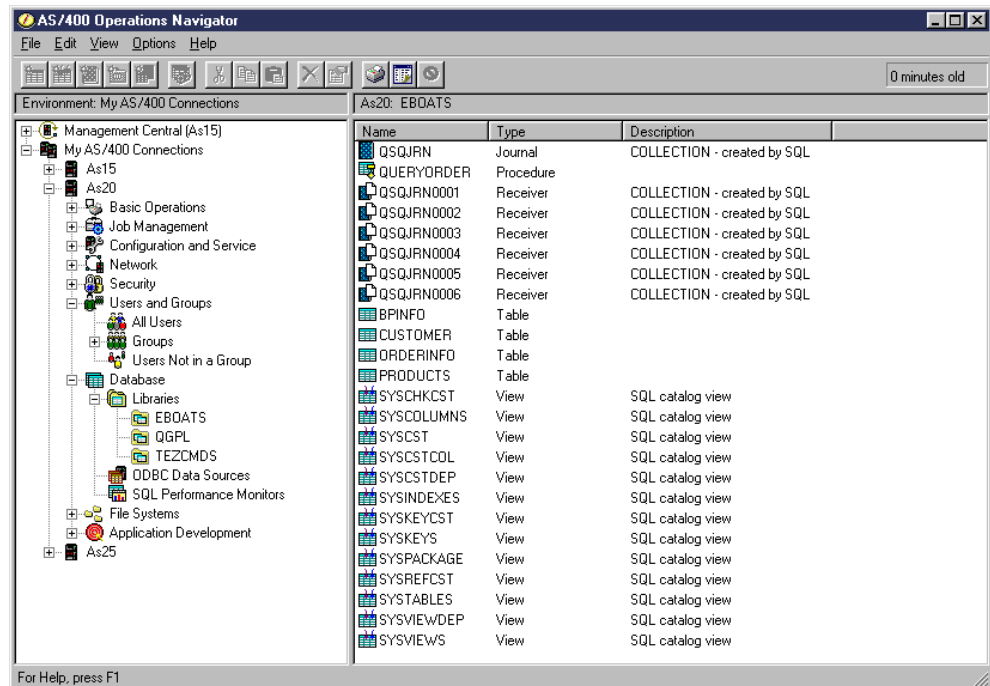 AS/400 Operations Navigator
File Edit View Options Help
0 minutes old
Environment: My AS/400 Connections
As20: EBOATS
Management Central (As15)
My AS/400 Connections
As15
As20
Basic Operations
Job Management
Configuration and Service
Network
Security
Users and Groups
All Users
Groups
Users Not in a Group
Database
Libraries
EBOATS
QGPL
TEZCMDS
ODBC Data Sources
SQL Performance Monitors
File Systems
Application Development
As25
Name Type Description
QSQJRN Journal COLLECTION - created by SQL
QUERYORDER Procedure
QSQJRN0001 Receiver COLLECTION - created by SQL
QSQJRN0002 Receiver COLLECTION - created by SQL
QSQJRN0003 Receiver COLLECTION - created by SQL
QSQJRN0004 Receiver COLLECTION - created by SQL
QSQJRN0005 Receiver COLLECTION - created by SQL
QSQJRN0006 Receiver COLLECTION - created by SQL
BPINFO Table
CUSTOMER Table
ORDERINFO Table
PRODUCTS Table
SYSCHKCST View SQL catalog view
SYSCOLUMNS View SQL catalog view
SYSCST View SQL catalog view
SYSCSTCOL View SQL catalog view
SYSCSTDEP View SQL catalog view
SYSINDEXES View SQL catalog view
SYSKEYCST View SQL catalog view
SYSKEYS View SQL catalog view
SYSPACKAGE View SQL catalog view
SYSREFCST View SQL catalog view
SYSTABLES View SQL catalog view
SYSVIEWDEP View SQL catalog view
SYSVIEWS View SQL catalog view
For Help, press F1